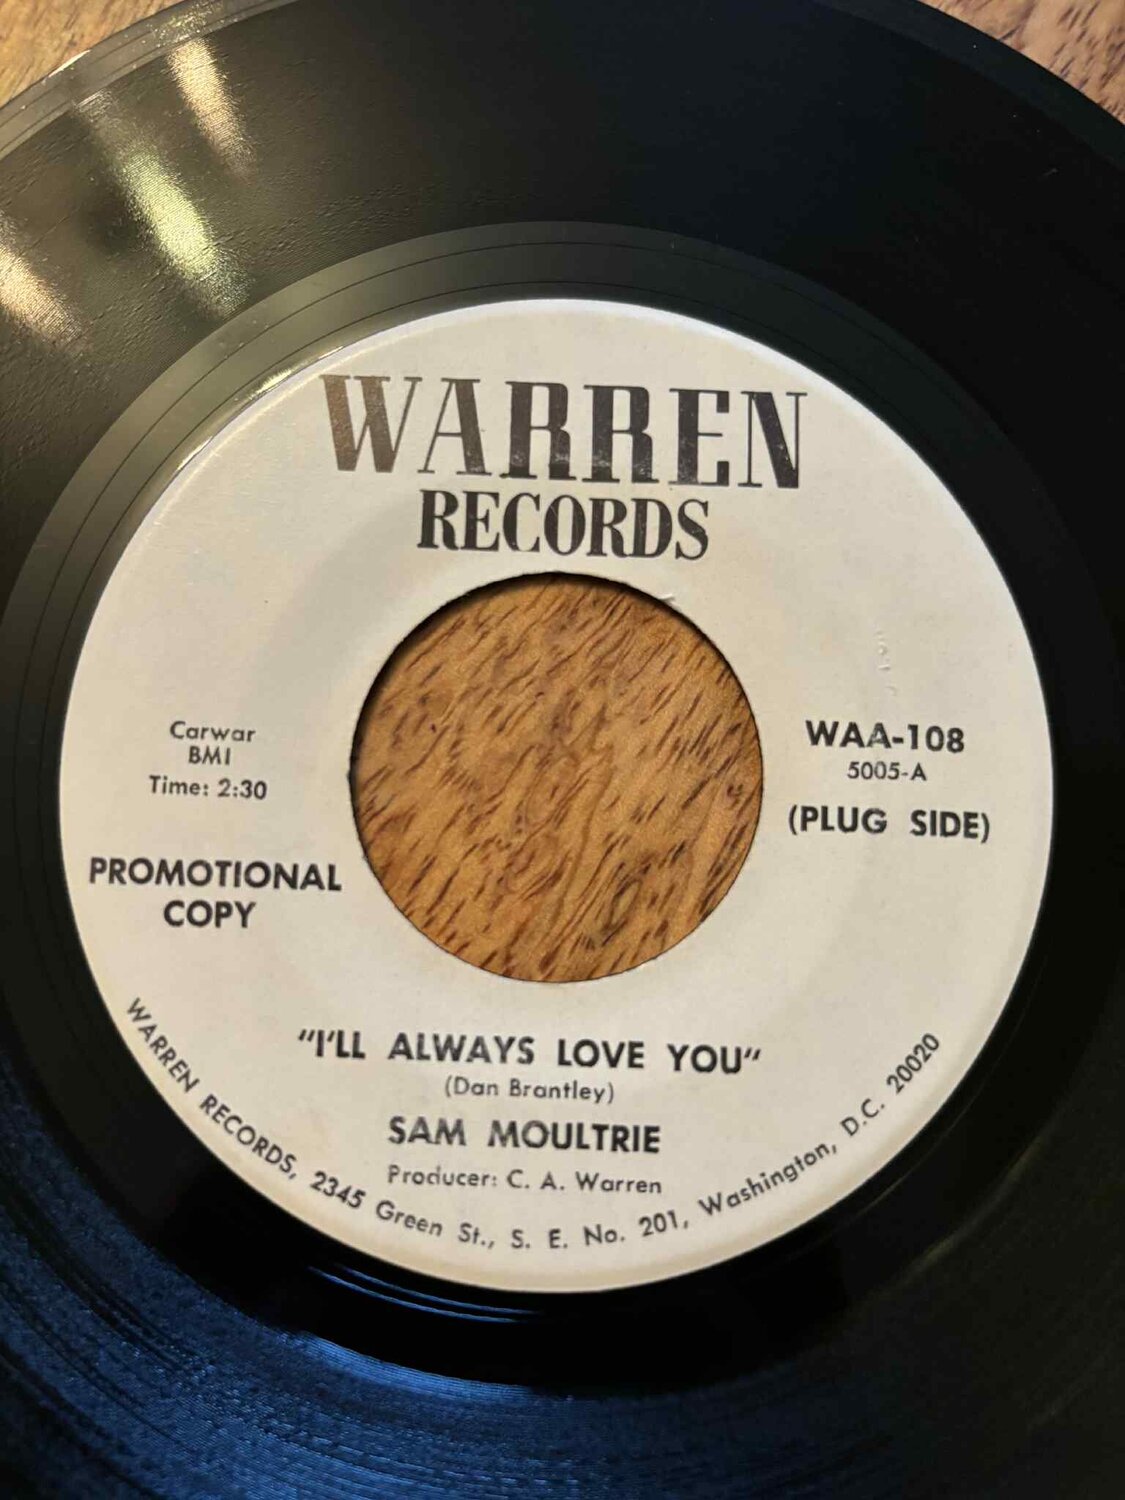 WARREN
RECORDS
Carwar
BMI
Time: 2:30
PROMOTIONAL
COPY
WAA-108
5005-A
(PLUG SIDE)
"I'LL ALWAYS LOVE YOU"
(Dan Brantley)
SAM MOULTRIE
Producer: C. A. Warren
WARREN RECORDS, 2345 Green St., S. E. No. 201, Washington, D.C. 20020